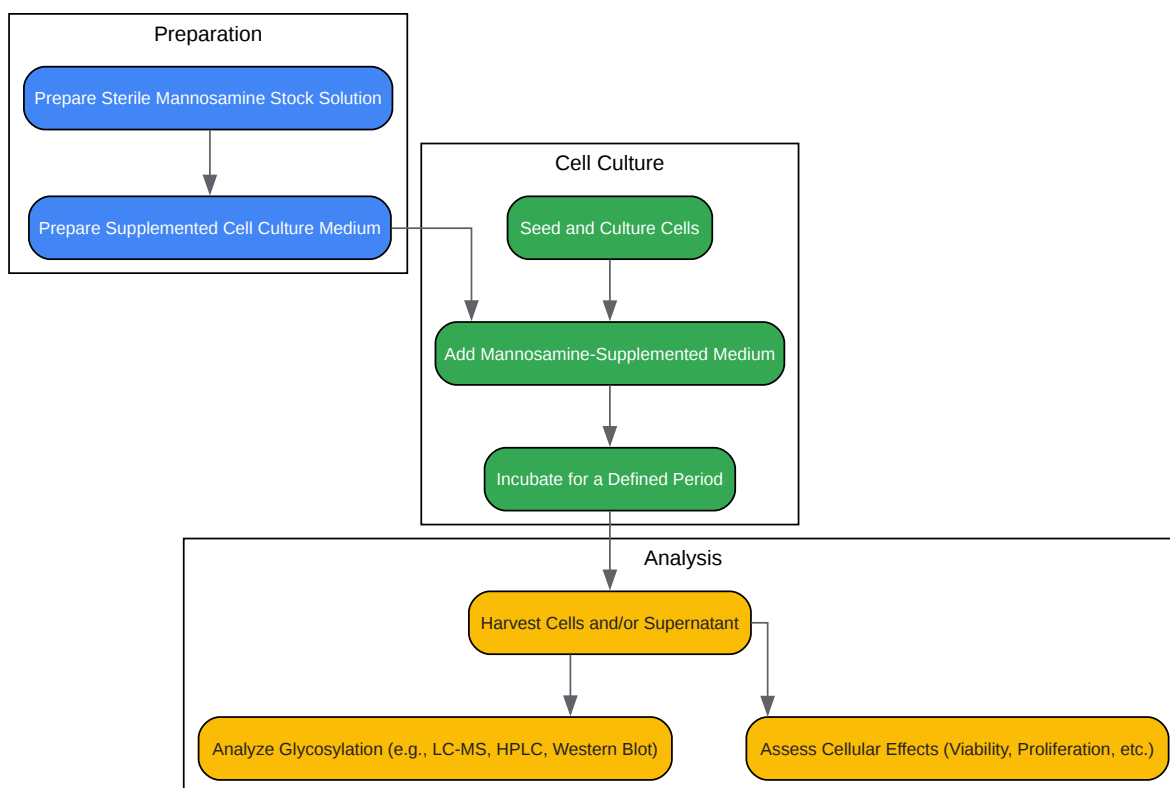 Preparation
Prepare Sterile Mannosamine Stock Solution
Prepare Supplemented Cell Culture Medium
Cell Culture
Seed and Culture Cells
Add Mannosamine-Supplemented Medium
Incubate for a Defined Period
Analysis
Harvest Cells and/or Supernatant
Analyze Glycosylation (e.g., LC-MS, HPLC, Western Blot)
Assess Cellular Effects (Viability, Proliferation, etc.)